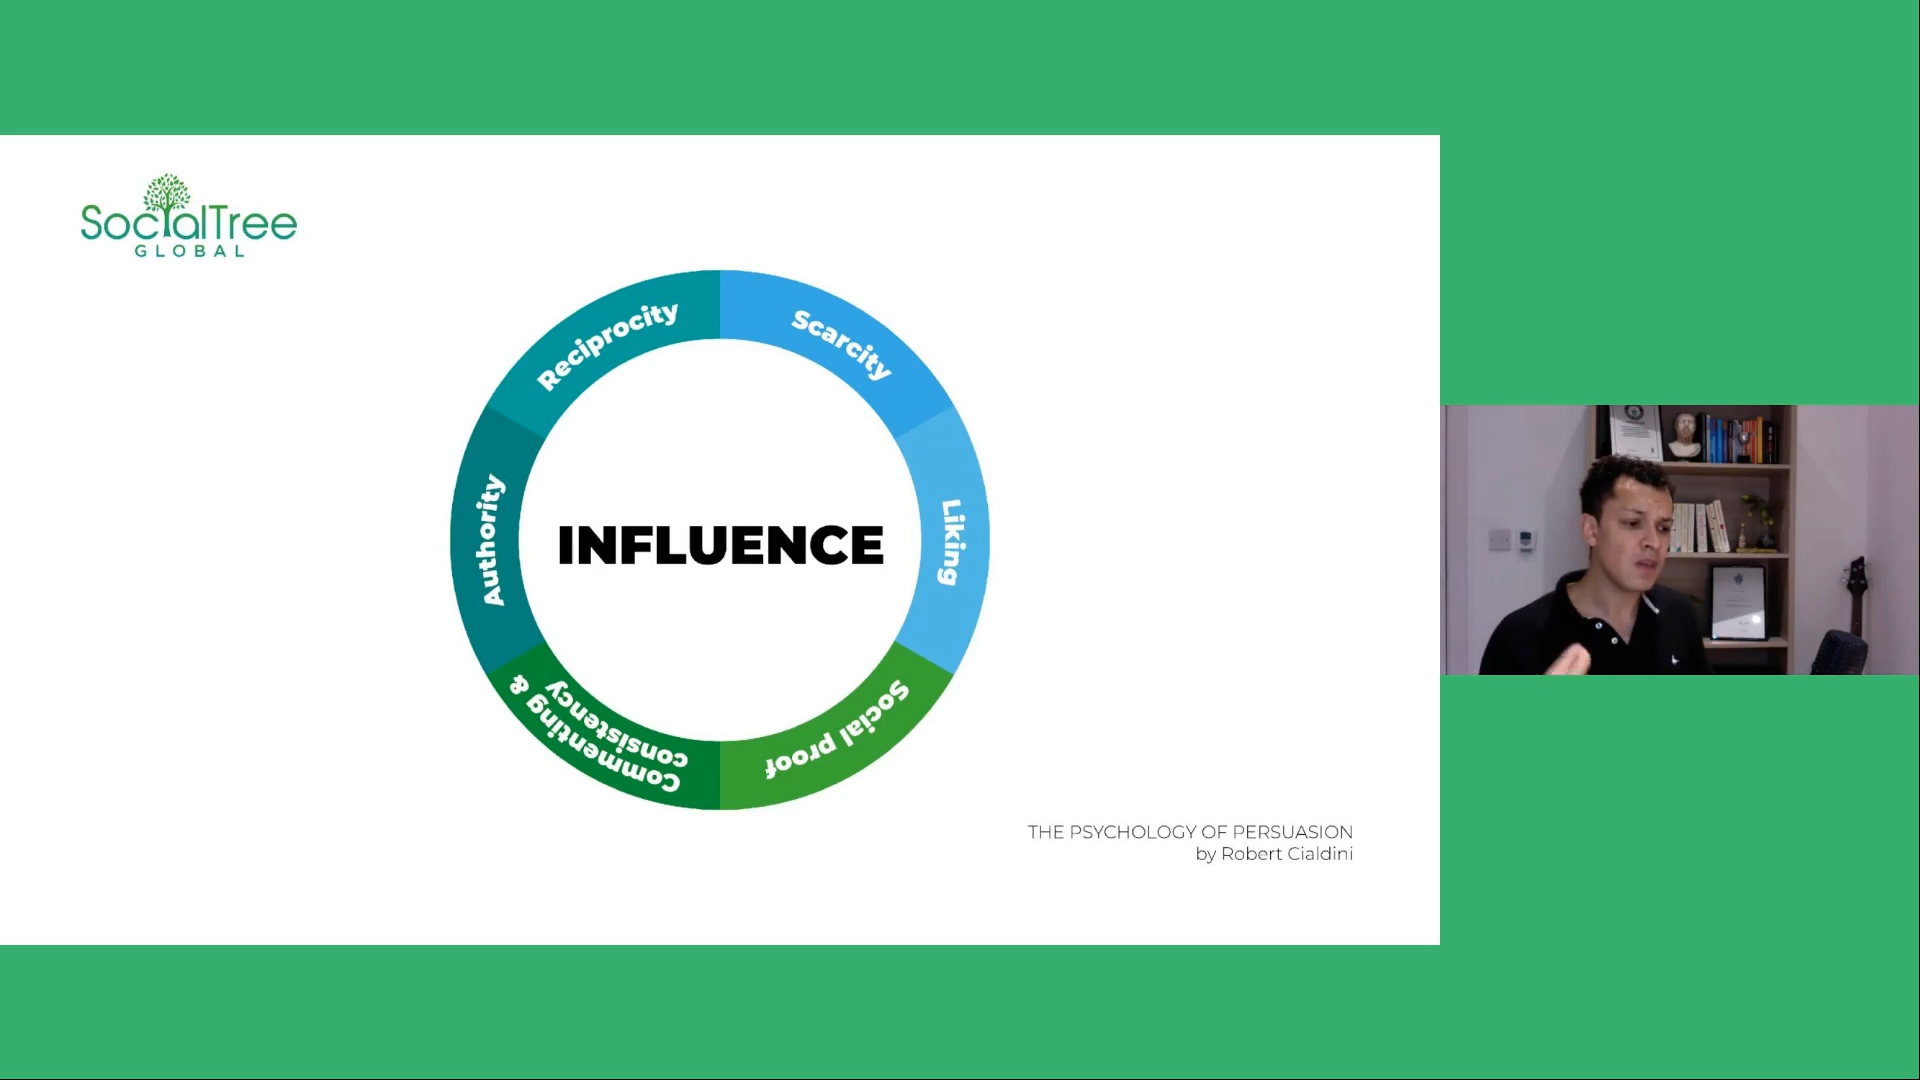 SocialTree
GLOBAL
Reciprocity
Scarcity
Authority
INFLUENCE
Liking
Commenting &
consistency
Social proof
THE PSYCHOLOGY OF PERSUASION
by Robert Cialdini